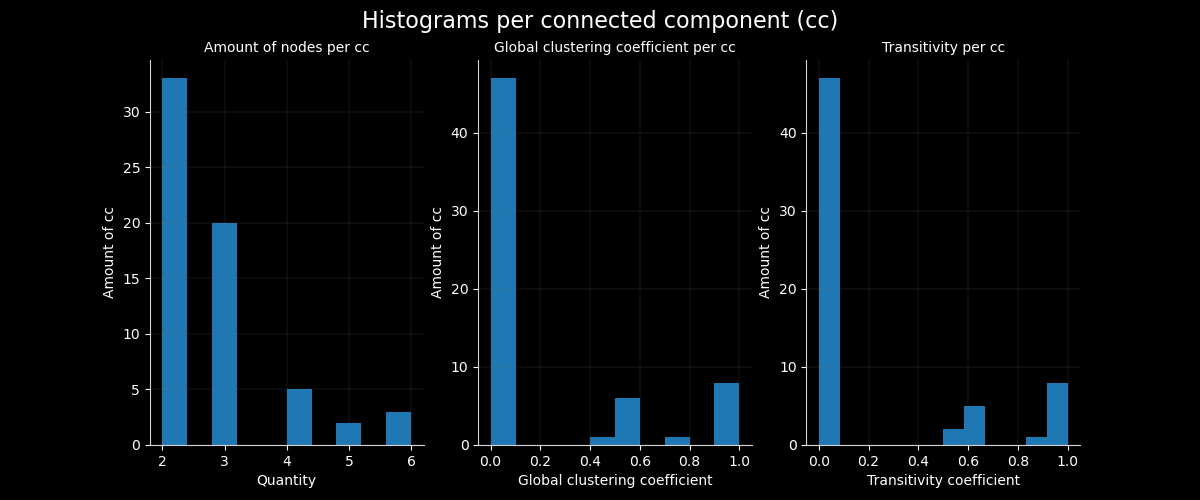 Histograms per connected component (cc)
Amount of nodes per cc
Global clustering coefficient per cc
Transitivity per cc
Amount of cc
30
25
20
15
10
5
0
2 3 4 5 6
Quantity
Amount of cc
40
30
20
10
0
0.0 0.2 0.4 0.6 0.8 1.0
Global clustering coefficient
Amount of cc
40
30
20
10
0
0.0 0.2 0.4 0.6 0.8 1.0
Transitivity coefficient